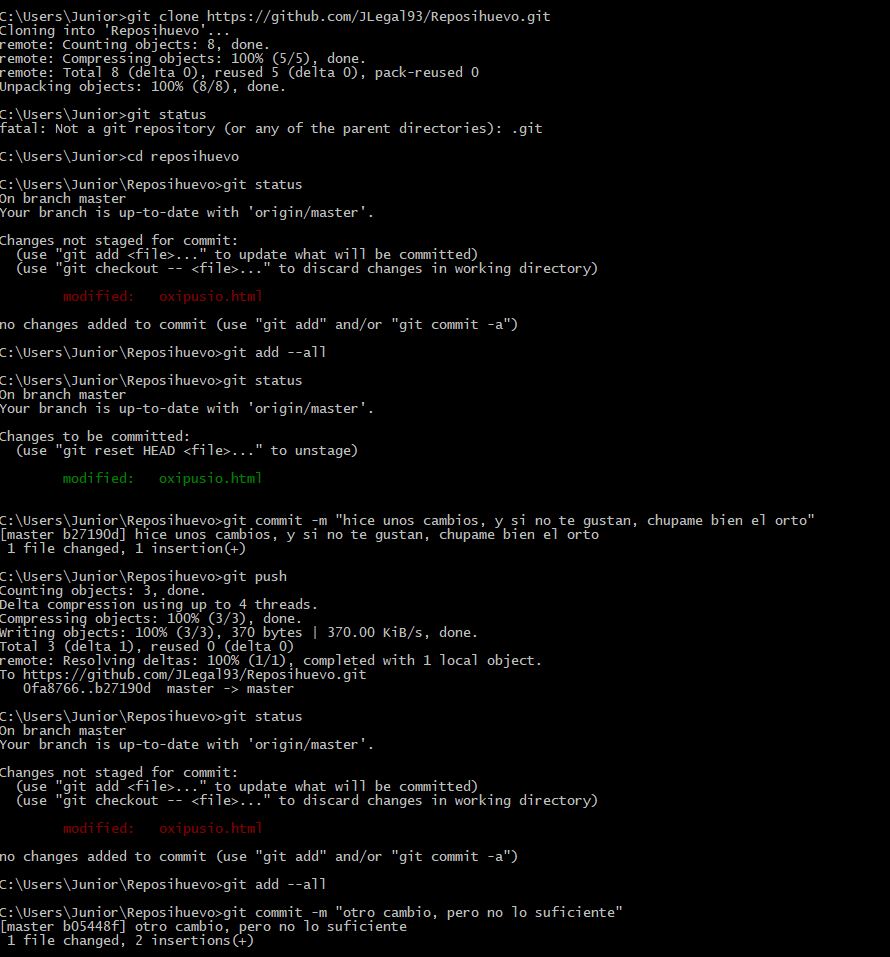 C:\Users\Junior>git clone https://github.com/JLegal93/Reposihuevo.git
Cloning into 'Reposihuevo'...
remote: Counting objects: 8, done.
remote: Compressing objects: 100% (5/5), done.
remote: Total 8 (delta 0), reused 5 (delta 0), pack-reused 0
Unpacking objects: 100% (8/8), done.
C:\Users\Junior>git status
fatal: Not a git repository (or any of the parent directories): .git
C:\Users\Junior>cd reposihuevo
C:\Users\Junior\Reposihuevo>git status
On branch master
Your branch is up-to-date with 'origin/master'.
Changes not staged for commit:
  (use "git add <file>..." to update what will be committed)
  (use "git checkout -- <file>..." to discard changes in working directory)
        modified:   oxipusio.html
no changes added to commit (use "git add" and/or "git commit -a")
C:\Users\Junior\Reposihuevo>git add --all
C:\Users\Junior\Reposihuevo>git status
On branch master
Your branch is up-to-date with 'origin/master'.
Changes to be committed:
  (use "git reset HEAD <file>..." to unstage)
        modified:   oxipusio.html
C:\Users\Junior\Reposihuevo>git commit -m "hice unos cambios, y si no te gustan, chupame bien el orto"
[master b27190d] hice unos cambios, y si no te gustan, chupame bien el orto
 1 file changed, 1 insertion(+)
C:\Users\Junior\Reposihuevo>git push
Counting objects: 3, done.
Delta compression using up to 4 threads.
Compressing objects: 100% (3/3), done.
Writing objects: 100% (3/3), 370 bytes | 370.00 KiB/s, done.
Total 3 (delta 1), reused 0 (delta 0)
remote: Resolving deltas: 100% (1/1), completed with 1 local object.
To https://github.com/JLegal93/Reposihuevo.git
   0fa8766..b27190d  master -> master
C:\Users\Junior\Reposihuevo>git status
On branch master
Your branch is up-to-date with 'origin/master'.
Changes not staged for commit:
  (use "git add <file>..." to update what will be committed)
  (use "git checkout -- <file>..." to discard changes in working directory)
        modified:   oxipusio.html
no changes added to commit (use "git add" and/or "git commit -a")
C:\Users\Junior\Reposihuevo>git add --all
C:\Users\Junior\Reposihuevo>git commit -m "otro cambio, pero no lo suficiente"
[master b05448f] otro cambio, pero no lo suficiente
 1 file changed, 2 insertions(+)